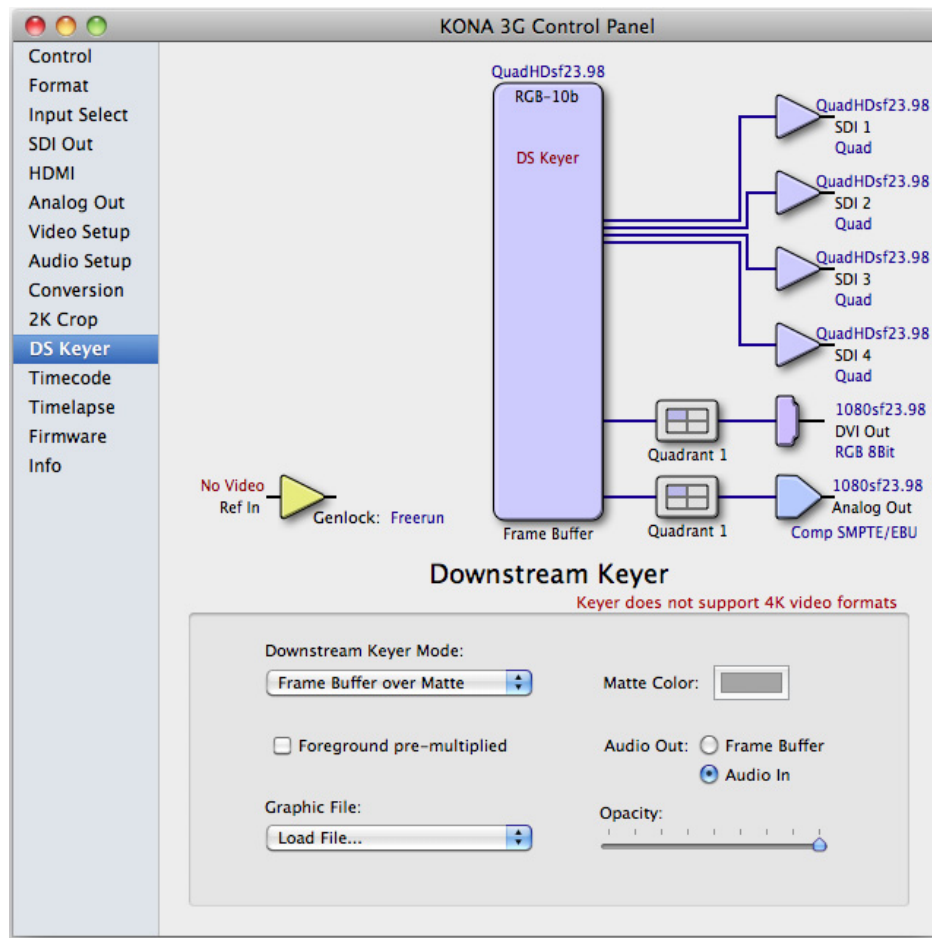 KONA 3G Control Panel
Control
Format
Input Select
SDI Out
HDMI
Analog Out
Video Setup
Audio Setup
Conversion
2K Crop
DS Keyer
Timecode
Timelapse
Firmware
Info
QuadHDsf23.98
RGB-10b
DS Keyer
Frame Buffer
QuadHDsf23.98
SDI 1
Quad
QuadHDsf23.98
SDI 2
Quad
QuadHDsf23.98
SDI 3
Quad
QuadHDsf23.98
SDI 4
Quad
Quadrant 1
1080sf23.98
DVI Out
RGB 8Bit
Quadrant 1
1080sf23.98
Analog Out
Comp SMPTE/EBU
No Video
Ref In
Genlock: Freerun
Downstream Keyer
Keyer does not support 4K video formats
Downstream Keyer Mode:
Frame Buffer over Matte
Matte Color:
Foreground pre-multiplied
Audio Out: Frame Buffer
Audio In
Graphic File:
Load File...
Opacity: